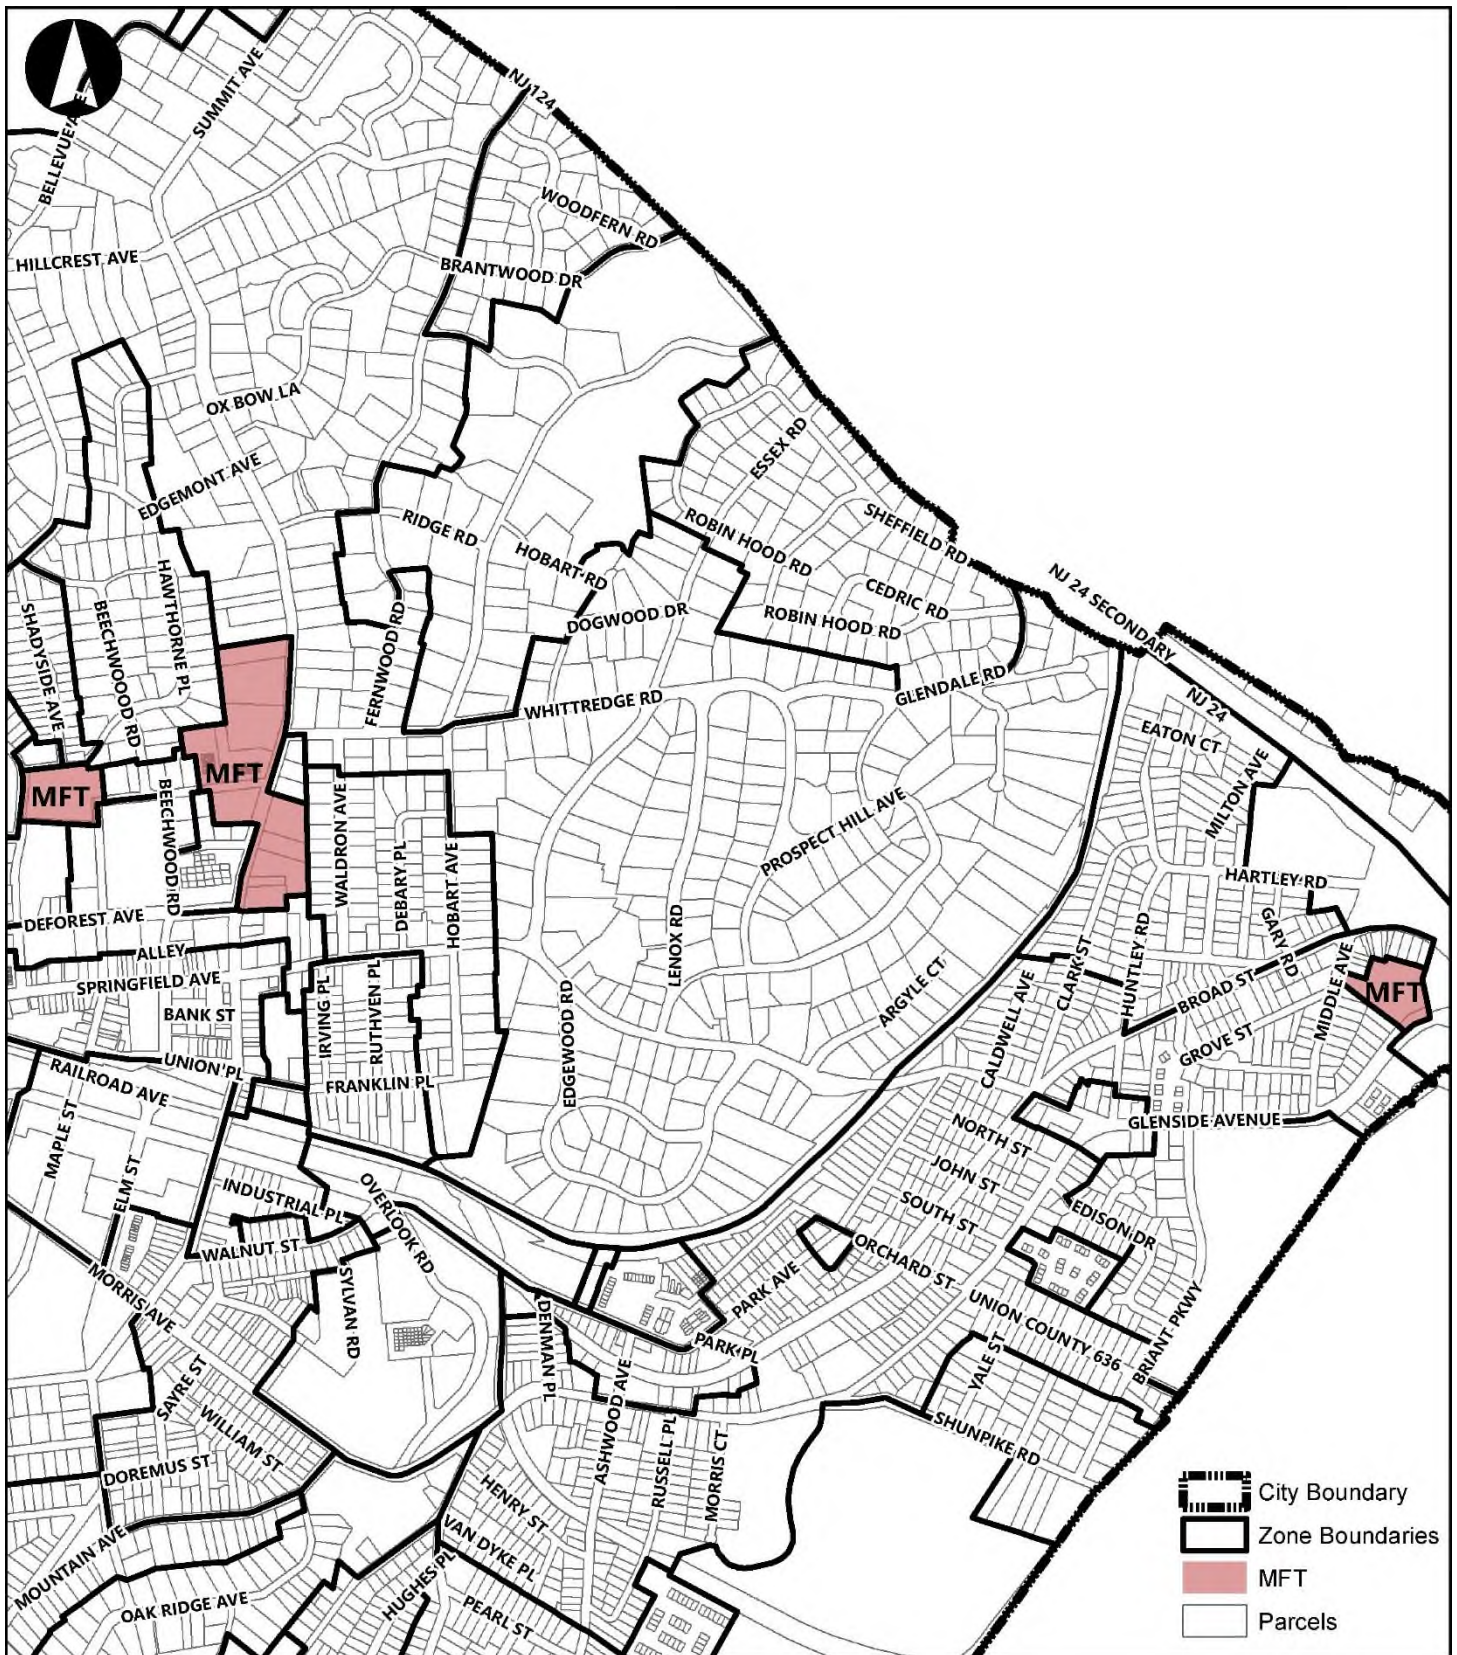 NJ 124
SUMMIT AVE
BELLEVUE AVE
WOODFERN RD
HILLCREST AVE
BRANTWOOD DR
OX BOW LA
EDGEMONT AVE
ESSEX RD
RIDGE RD
ROBIN HOOD RD
SHEFFIELD RD
HOBART RD
NJ 24 SECONDARY
HAWTHORNE PL
SHADYSIDE AVE
BEECHWOOOD RD
FERNWOOD RD
DOGWOOD DR
CEDRIC RD
ROBIN HOOD RD
GLENDALE RD
WHITTREDGE RD
NJ 24
EATON CT
MFT
MFT
BEECHWOOD RD
WALDRON AVE
DEBARY PL
HOBART AVE
PROSPECT HILL AVE
MILTON AVE
HARTLEY RD
DEFOREST AVE
ALLEY
SPRINGFIELD AVE
BANK ST
LENOX RD
ARGYLE CT
CLARK ST
HUNTLEY RD
GARY RD
BROAD ST
MIDDLE AVE
MFT
IRVING PL
RUTHVEN PL
EDGEWOOD RD
CALDWELL AVE
GROVE ST
UNION PL
RAILROAD AVE
FRANKLIN PL
MAPLE ST
ELM ST
NORTH ST
GLENSIDE AVENUE
JOHN ST
INDUSTRIAL PL
OVERLOOK RD
SOUTH ST
EDISON DR
WALNUT ST
ORCHARD ST
MORRIS AVE
SYLVAN RD
PARK AVE
UNION COUNTY 636
BRIANT PKWY
DENMAN PL
PARK PL
YALE ST
SAYRE ST
WILLIAM ST
ASHWOOD AVE
RUSSELL PL
MORRIS CT
SHUNPIKE RD
DOREMUS ST
HENRY ST
VAN DYKE PL
MOUNTAIN AVE
OAK RIDGE AVE
HUGHES PL
PEARL ST
City Boundary
Zone Boundaries
MFT
Parcels